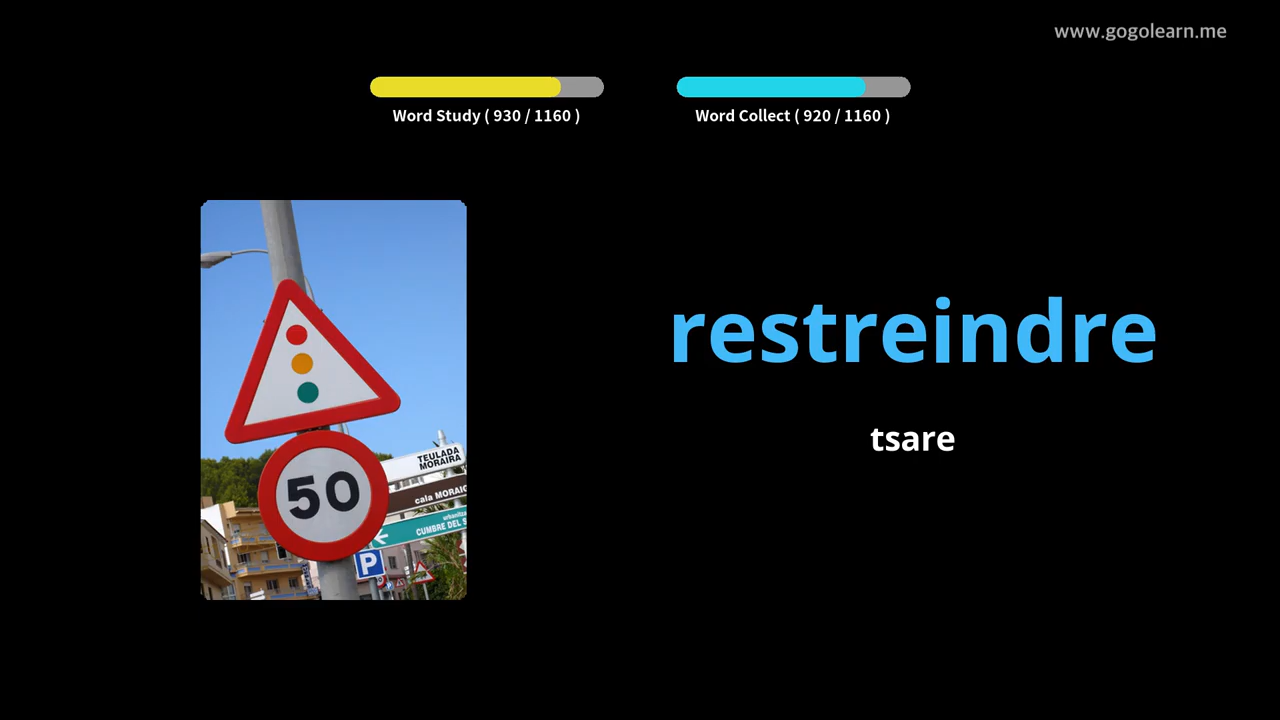 www.gogolearn.me
Word Study ( 930 / 1160 )
Word Collect ( 920 / 1160 )
restreindre
tsare
50
TEULADA
MORAIRA
cala MORAIG
urbanitza
CUMBRE DEL S
P